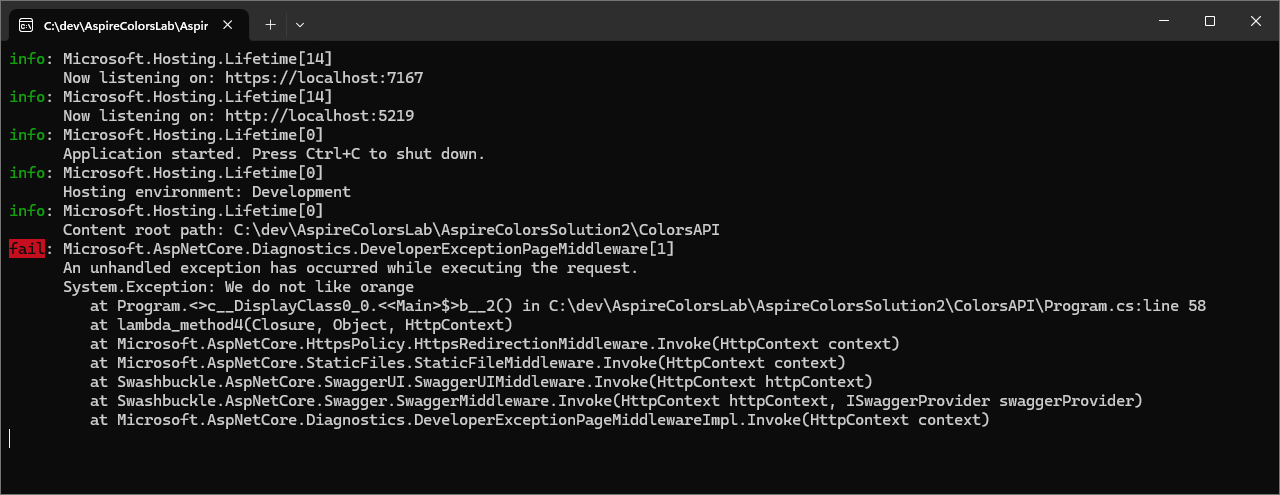 C:\dev\AspireColorsLab\Aspir
info: Microsoft.Hosting.Lifetime[14]
      Now listening on: https://localhost:7167
info: Microsoft.Hosting.Lifetime[14]
      Now listening on: http://localhost:5219
info: Microsoft.Hosting.Lifetime[0]
      Application started. Press Ctrl+C to shut down.
info: Microsoft.Hosting.Lifetime[0]
      Hosting environment: Development
info: Microsoft.Hosting.Lifetime[0]
      Content root path: C:\dev\AspireColorsLab\AspireColorsSolution2\ColorsAPI
fail: Microsoft.AspNetCore.Diagnostics.DeveloperExceptionPageMiddleware[1]
      An unhandled exception has occurred while executing the request.
      System.Exception: We do not like orange
         at Program.<>c__DisplayClass0_0.<<Main>$>b__2() in C:\dev\AspireColorsLab\AspireColorsSolution2\ColorsAPI\Program.cs:line 58
         at lambda_method4(Closure, Object, HttpContext)
         at Microsoft.AspNetCore.HttpsPolicy.HttpsRedirectionMiddleware.Invoke(HttpContext context)
         at Microsoft.AspNetCore.StaticFiles.StaticFileMiddleware.Invoke(HttpContext context)
         at Swashbuckle.AspNetCore.SwaggerUI.SwaggerUIMiddleware.Invoke(HttpContext httpContext)
         at Swashbuckle.AspNetCore.Swagger.SwaggerMiddleware.Invoke(HttpContext httpContext, ISwaggerProvider swaggerProvider)
         at Microsoft.AspNetCore.Diagnostics.DeveloperExceptionPageMiddlewareImpl.Invoke(HttpContext context)